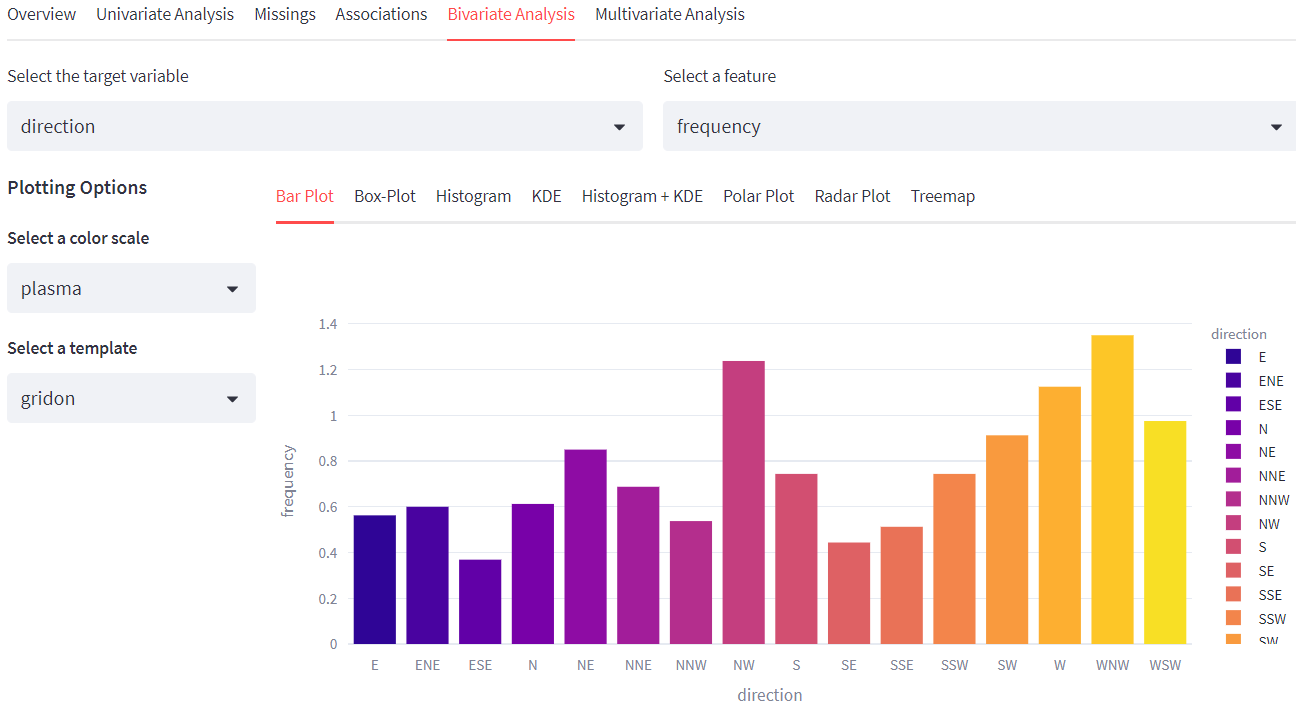 Overview Univariate Analysis Missings Associations Bivariate Analysis Multivariate Analysis
Select the target variable
Select a feature
direction
frequency
Plotting Options
Bar Plot Box-Plot Histogram KDE Histogram + KDE Polar Plot Radar Plot Treemap
Select a color scale
plasma
Select a template
gridon
1.4
1.2
1
0.8
0.6
0.4
0.2
0
frequency
E ENE ESE N NE NNE NNW NW S SE SSE SSW SW W WNW WSW
direction
direction
E
ENE
ESE
N
NE
NNE
NNW
NW
S
SE
SSE
SSW
SW